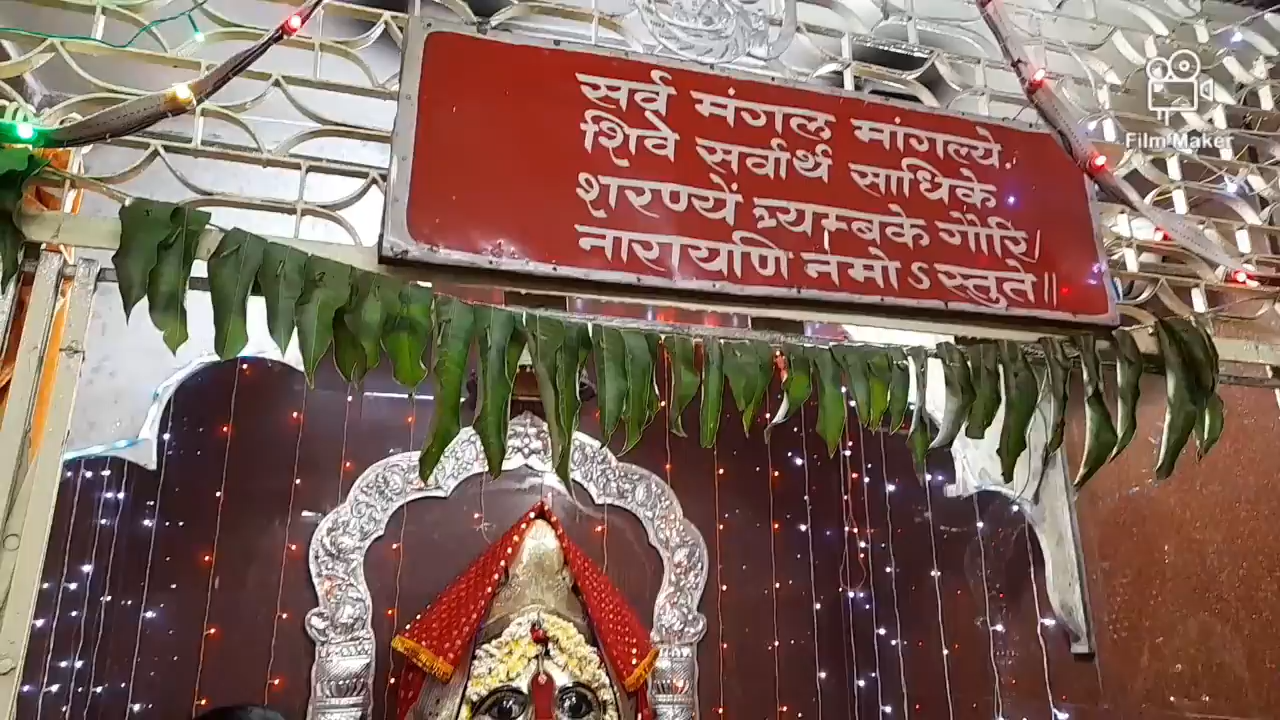 सर्व मंगल मांगल्ये,
शिवे सर्वार्थ साधिके
शरण्यें त्र्यम्बके गौरि।
नारायणि नमोऽस्तुते॥
Film Maker